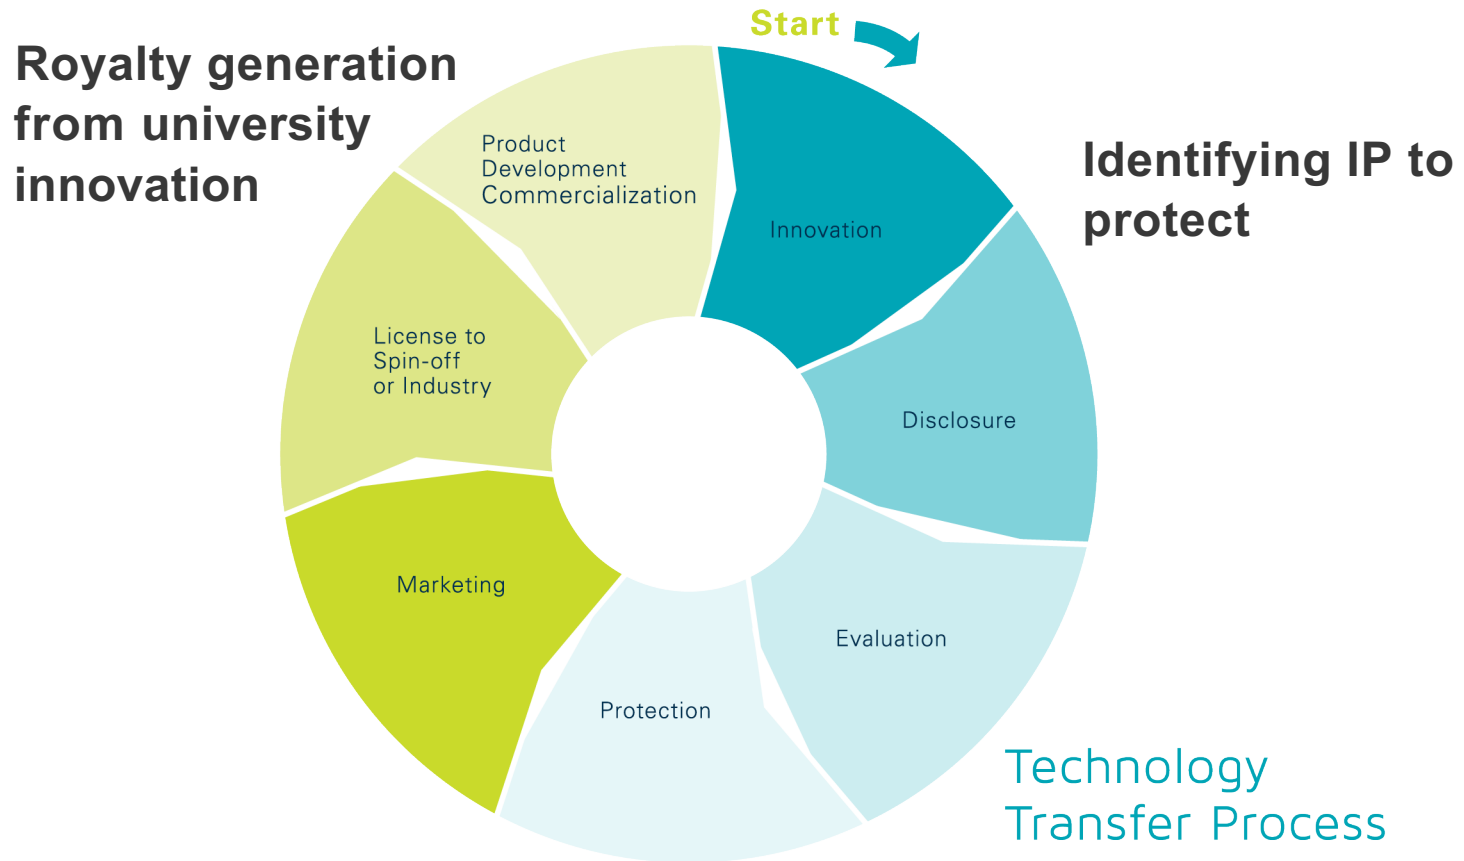 Start
Royalty generation
from university
innovation
Identifying IP to
protect
Product
Development
Commercialization
Innovation
License to
Spin-off
or Industry
Disclosure
Marketing
Evaluation
Protection
Technology
Transfer Process